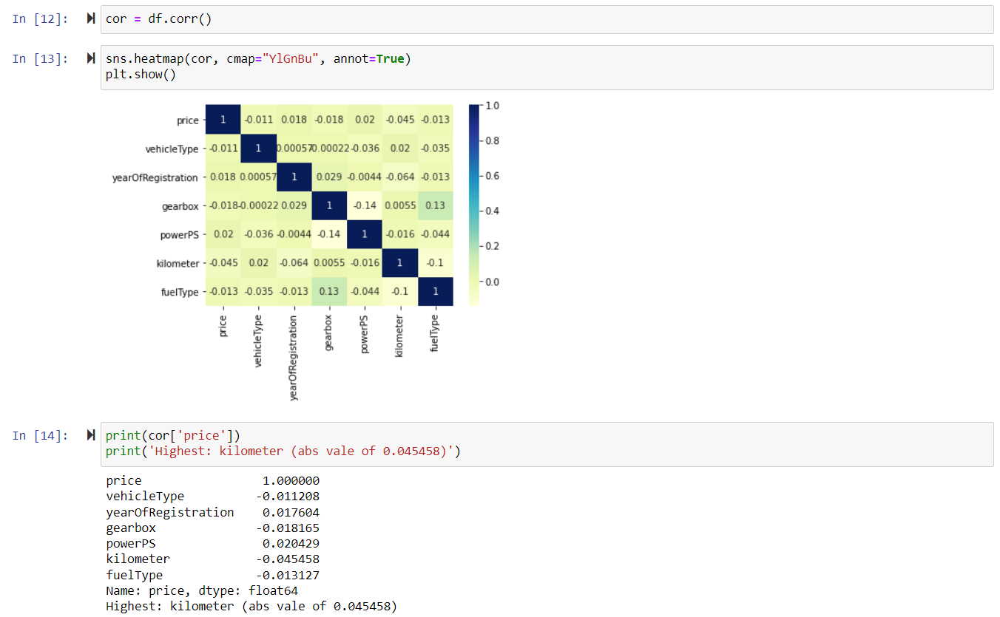 In [12]: cor = df.corr()
In [13]: sns.heatmap(cor, cmap="YlGnBu", annot=True)
plt.show()
price 1 -0.011 0.018 -0.018 0.02 -0.045 -0.013
vehicleType -0.011 1 0.00057 0.00022 -0.036 0.02 -0.035
yearOfRegistration 0.018 0.00057 1 0.029 -0.0044 -0.064 -0.013
gearbox -0.018 -0.00022 0.029 1 -0.14 0.0055 0.13
powerPS 0.02 -0.036 -0.0044 -0.14 1 -0.016 -0.044
kilometer -0.045 0.02 -0.064 0.0055 -0.016 1 -0.1
fuelType -0.013 -0.035 -0.013 0.13 -0.044 -0.1 1
price vehicleType yearOfRegistration gearbox powerPS kilometer fuelType
1.0
0.8
0.6
0.4
0.2
0.0
In [14]: print(cor['price'])
print('Highest: kilometer (abs vale of 0.045458)')
price 1.000000
vehicleType -0.011208
yearOfRegistration 0.017604
gearbox -0.018165
powerPS 0.020429
kilometer -0.045458
fuelType -0.013127
Name: price, dtype: float64
Highest: kilometer (abs vale of 0.045458)